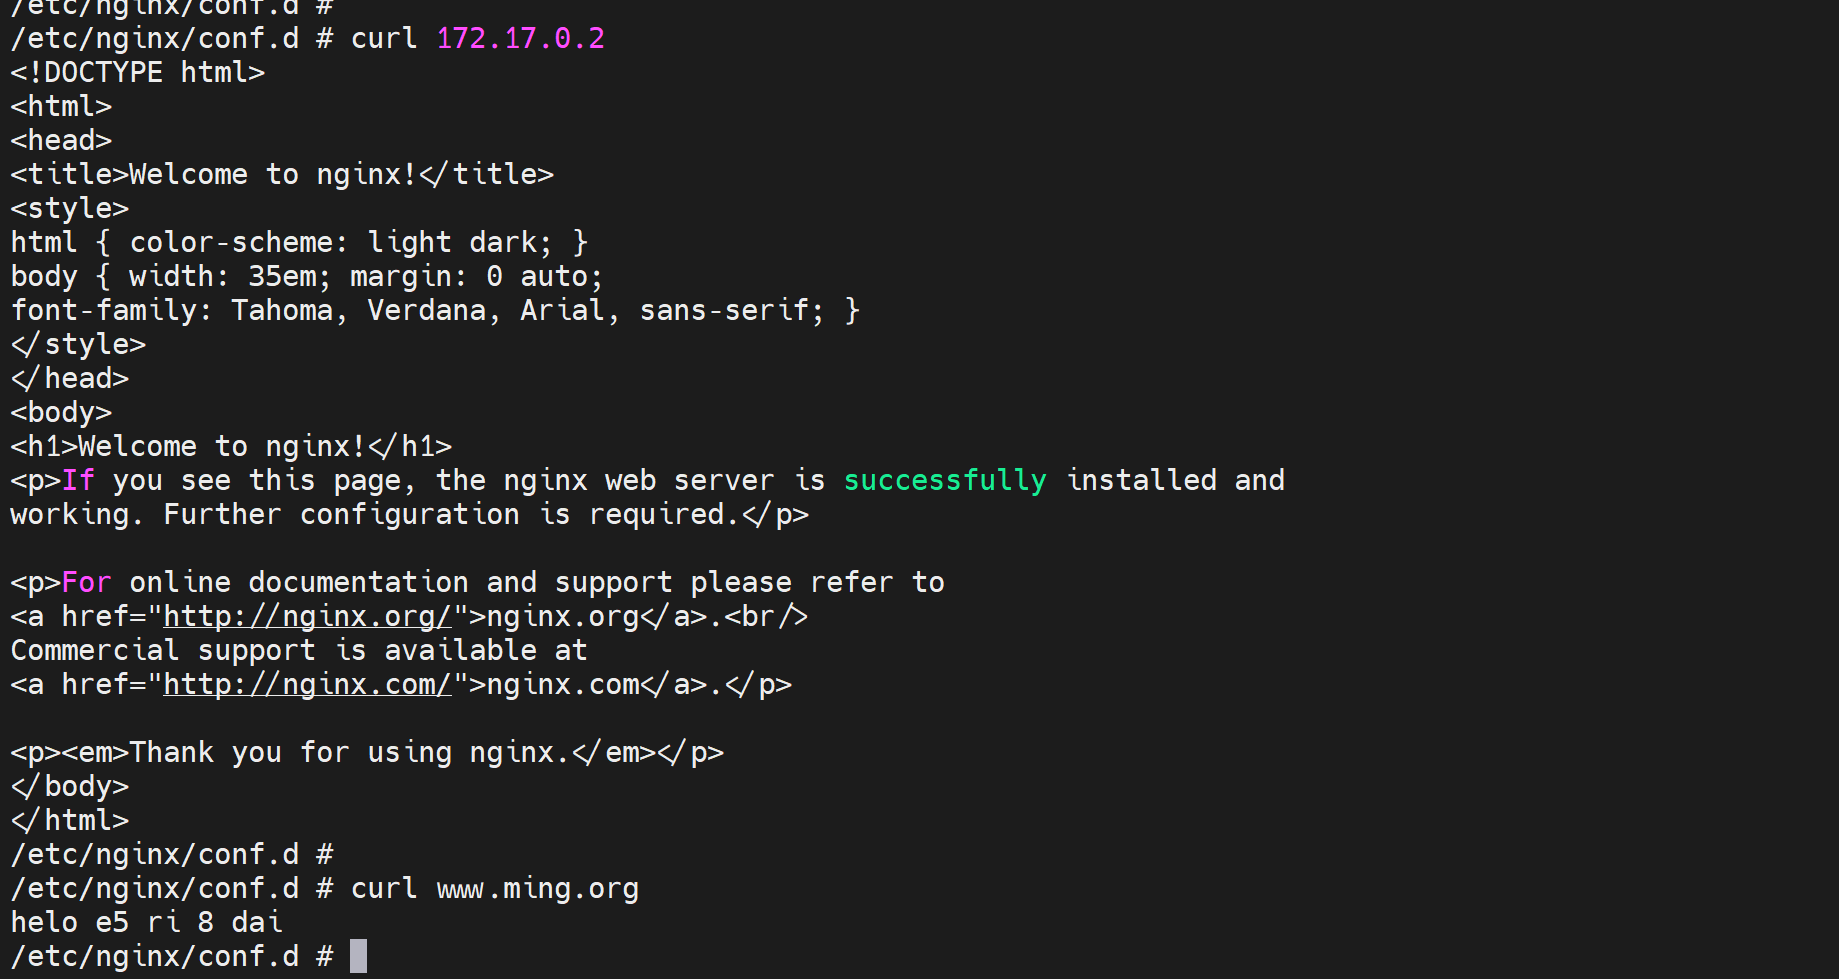 /etc/nginx/conf.d #
/etc/nginx/conf.d # curl 172.17.0.2
<!DOCTYPE html>
<html>
<head>
<title>Welcome to nginx!</title>
<style>
html { color-scheme: light dark; }
body { width: 35em; margin: 0 auto;
font-family: Tahoma, Verdana, Arial, sans-serif; }
</style>
</head>
<body>
<h1>Welcome to nginx!</h1>
<p>If you see this page, the nginx web server is successfully installed and
working. Further configuration is required.</p>

<p>For online documentation and support please refer to
<a href="http://nginx.org/">nginx.org</a>.<br/>
Commercial support is available at
<a href="http://nginx.com/">nginx.com</a>.</p>

<p><em>Thank you for using nginx.</em></p>
</body>
</html>
/etc/nginx/conf.d #
/etc/nginx/conf.d # curl www.ming.org
helo e5 ri 8 dai
/etc/nginx/conf.d #